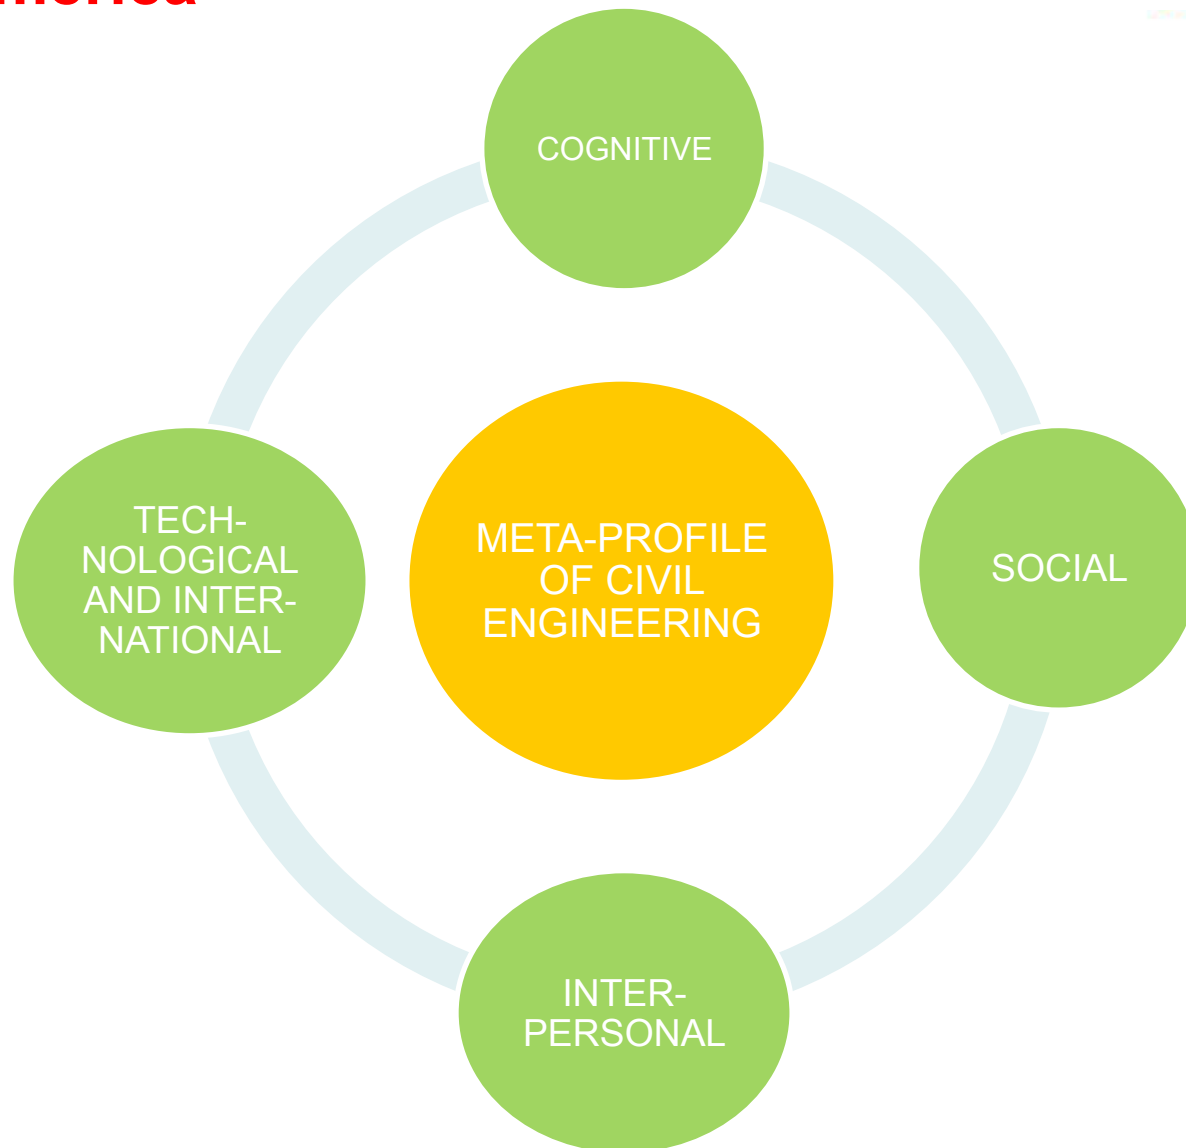 COGNITIVE
TECH-
NOLOGICAL
AND INTER-
NATIONAL
META-PROFILE
OF CIVIL
ENGINEERING
SOCIAL
INTER-
PERSONAL